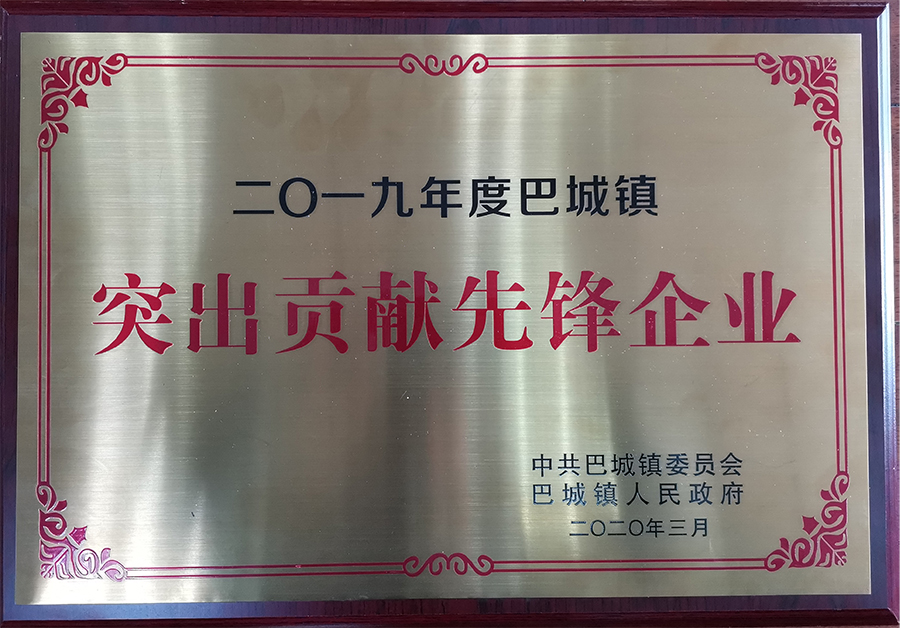 二〇一九年度巴城镇
突出贡献先锋企业
中共巴城镇委员会
巴城镇人民政府
二〇二〇年三月